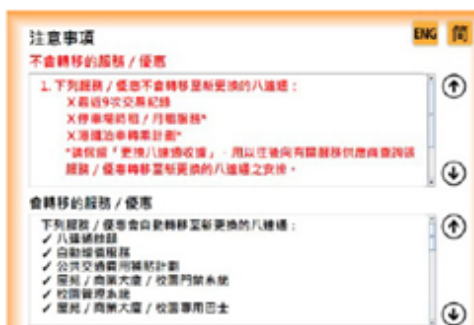 注意事項
ENG 简
不會轉移的服務 / 優惠
1. 下列服務 / 優惠不會轉移至新更換的八達通：
X 最近9次交易紀錄
X 停車場時租 / 月租服務*
X 港鐵泊車轉乘計劃*
*請保留「更換八達通收據」，用以往後向有關服務供應商查詢該
服務 / 優惠轉移至新更換的八達通之安排。
會轉移的服務 / 優惠
下列服務 / 優惠會自動轉移至新更換的八達通：
✓ 八達通餘額
✓ 自動增值服務
✓ 公共交通費用補貼計劃
✓ 屋苑 / 商業大廈 / 校園門禁系統
✓ 校園管理系統
✓ 屋苑 / 商業大廈 / 校園專用巴士